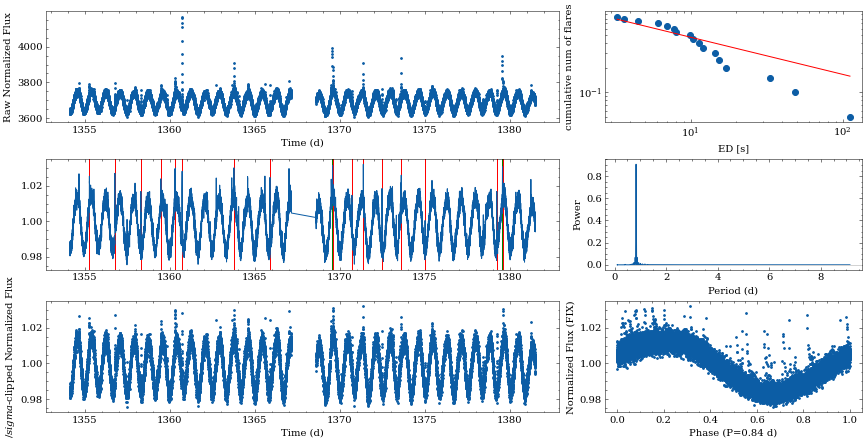 Raw Normalized Flux
4000
3800
3600
1355 1360 1365 1370 1375 1380
Time (d)
cumulative num of flares
10⁻¹
10¹ 10²
ED [s]
1.02
1.00
0.98
1355 1360 1365 1370 1375 1380
Power
0.8
0.6
0.4
0.2
0.0
0 2 4 6 8
Period (d)
/sigma-clipped Normalized Flux
1.02
1.00
0.98
1355 1360 1365 1370 1375 1380
Time (d)
Normalized Flux (FIX)
1.02
1.00
0.98
0.0 0.2 0.4 0.6 0.8 1.0
Phase (P=0.84 d)